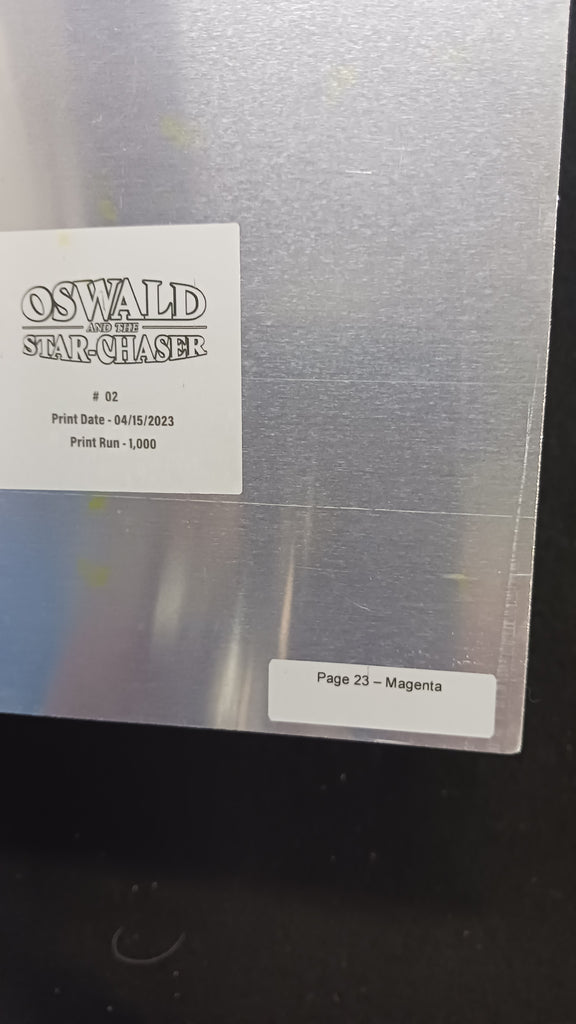 OSWALD
AND THE
STAR-CHASER
# 02
Print Date - 04/15/2023
Print Run - 1,000
Page 23 – Magenta